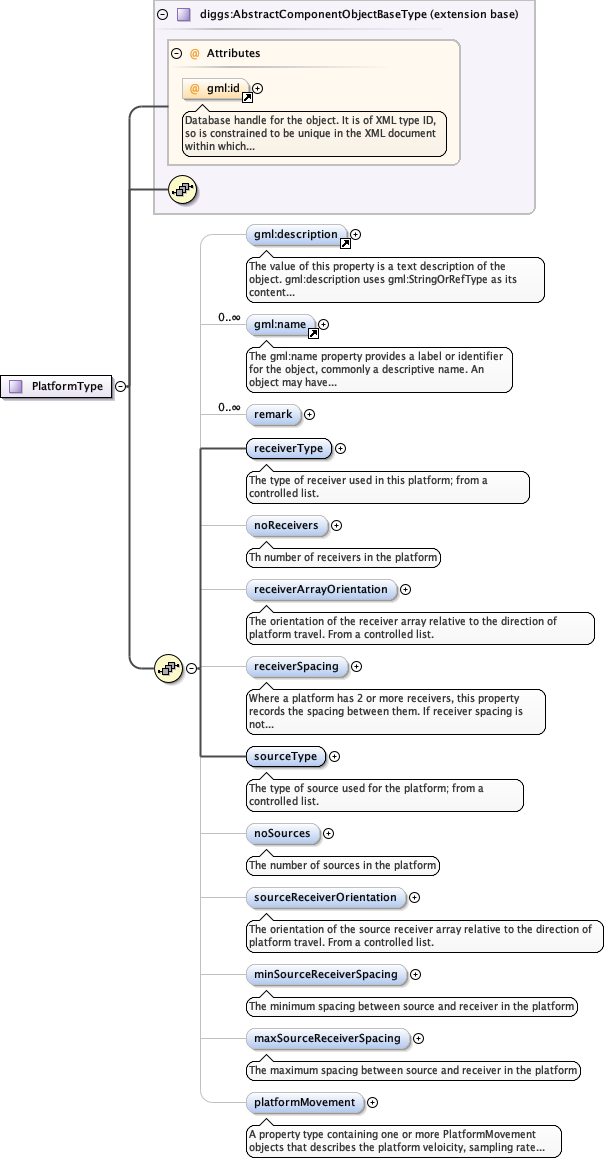 diggs:AbstractComponentObjectBaseType (extension base)
@ Attributes
@ gml:id
Database handle for the object. It is of XML type ID,
so is constrained to be unique in the XML document
within which...
gml:description
The value of this property is a text description of the
object. gml:description uses gml:StringOrRefType as its
content...
0..∞
gml:name
The gml:name property provides a label or identifier
for the object, commonly a descriptive name. An
object may have...
PlatformType
0..∞
remark
receiverType
The type of receiver used in this platform; from a
controlled list.
noReceivers
Th number of receivers in the platform
receiverArrayOrientation
The orientation of the receiver array relative to the direction of
platform travel. From a controlled list.
receiverSpacing
Where a platform has 2 or more receivers, this property
records the spacing between them. If receiver spacing is
not...
sourceType
The type of source used for the platform; from a
controlled list.
noSources
The number of sources in the platform
sourceReceiverOrientation
The orientation of the source receiver array relative to the direction of
platform travel. From a controlled list.
minSourceReceiverSpacing
The minimum spacing between source and receiver in the platform
maxSourceReceiverSpacing
The maximum spacing between source and receiver in the platform
platformMovement
A property type containing one or more PlatformMovement
objects that describes the platform veloicity, sampling rate...